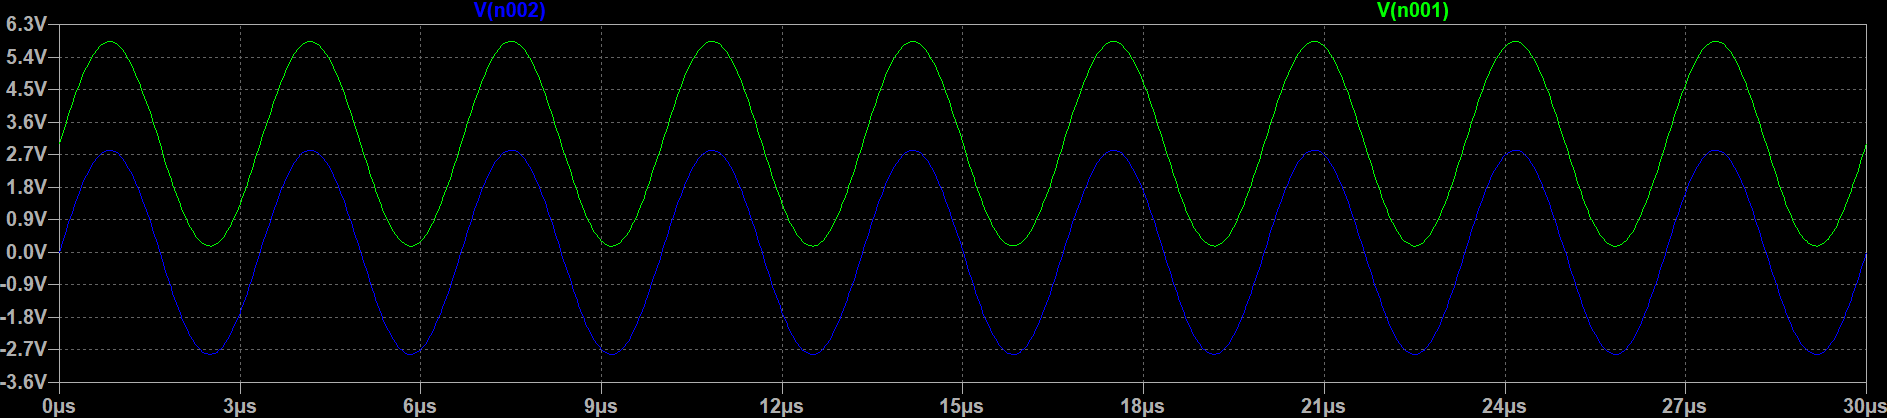 V(n002) V(n001)
6.3V
5.4V
4.5V
3.6V
2.7V
1.8V
0.9V
0.0V
-0.9V
-1.8V
-2.7V
-3.6V
0µs 3µs 6µs 9µs 12µs 15µs 18µs 21µs 24µs 27µs 30µs